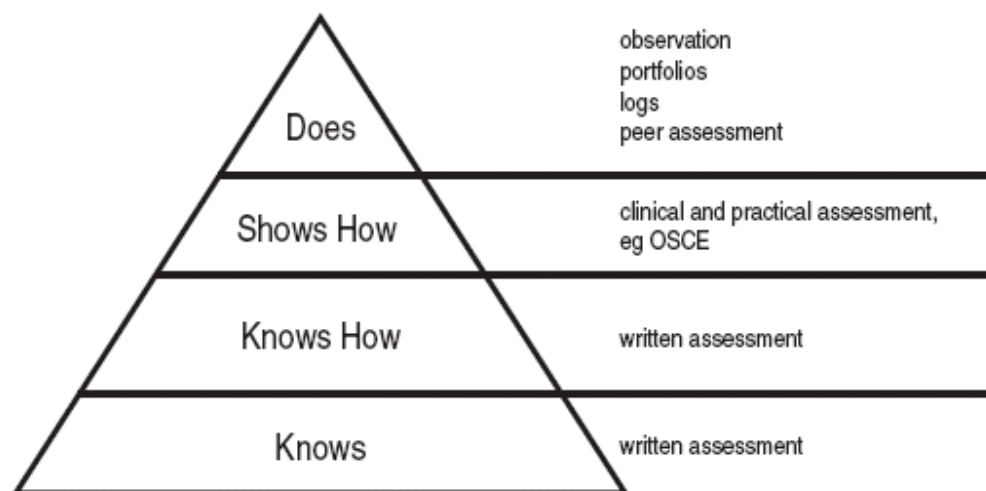 observation
portfolios
logs
peer assessment
Does
clinical and practical assessment,
eg OSCE
Shows How
Knows How
written assessment
Knows
written assessment